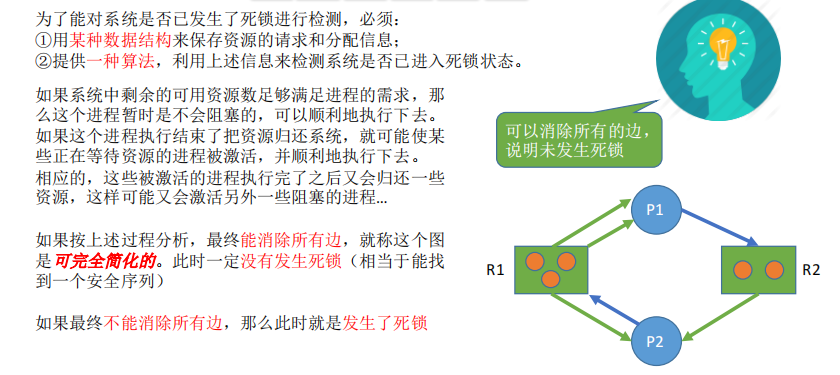 为了能对系统是否已发生了死锁进行检测，必须：
①用某种数据结构来保存资源的请求和分配信息；
②提供一种算法，利用上述信息来检测系统是否已进入死锁状态。
如果系统中剩余的可用资源数足够满足进程的需求，那
么这个进程暂时是不会阻塞的，可以顺利地执行下去。
如果这个进程执行结束了把资源归还系统，就可能使某
些正在等待资源的进程被激活，并顺利地执行下去。
相应的，这些被激活的进程执行完了之后又会归还一些
资源，这样可能又会激活另外一些阻塞的进程...
如果按上述过程分析，最终能消除所有边，就称这个图
是可完全简化的。此时一定没有发生死锁（相当于能找
到一个安全序列）
如果最终不能消除所有边，那么此时就是发生了死锁
可以消除所有的边，
说明未发生死锁
P1
R1
R2
P2